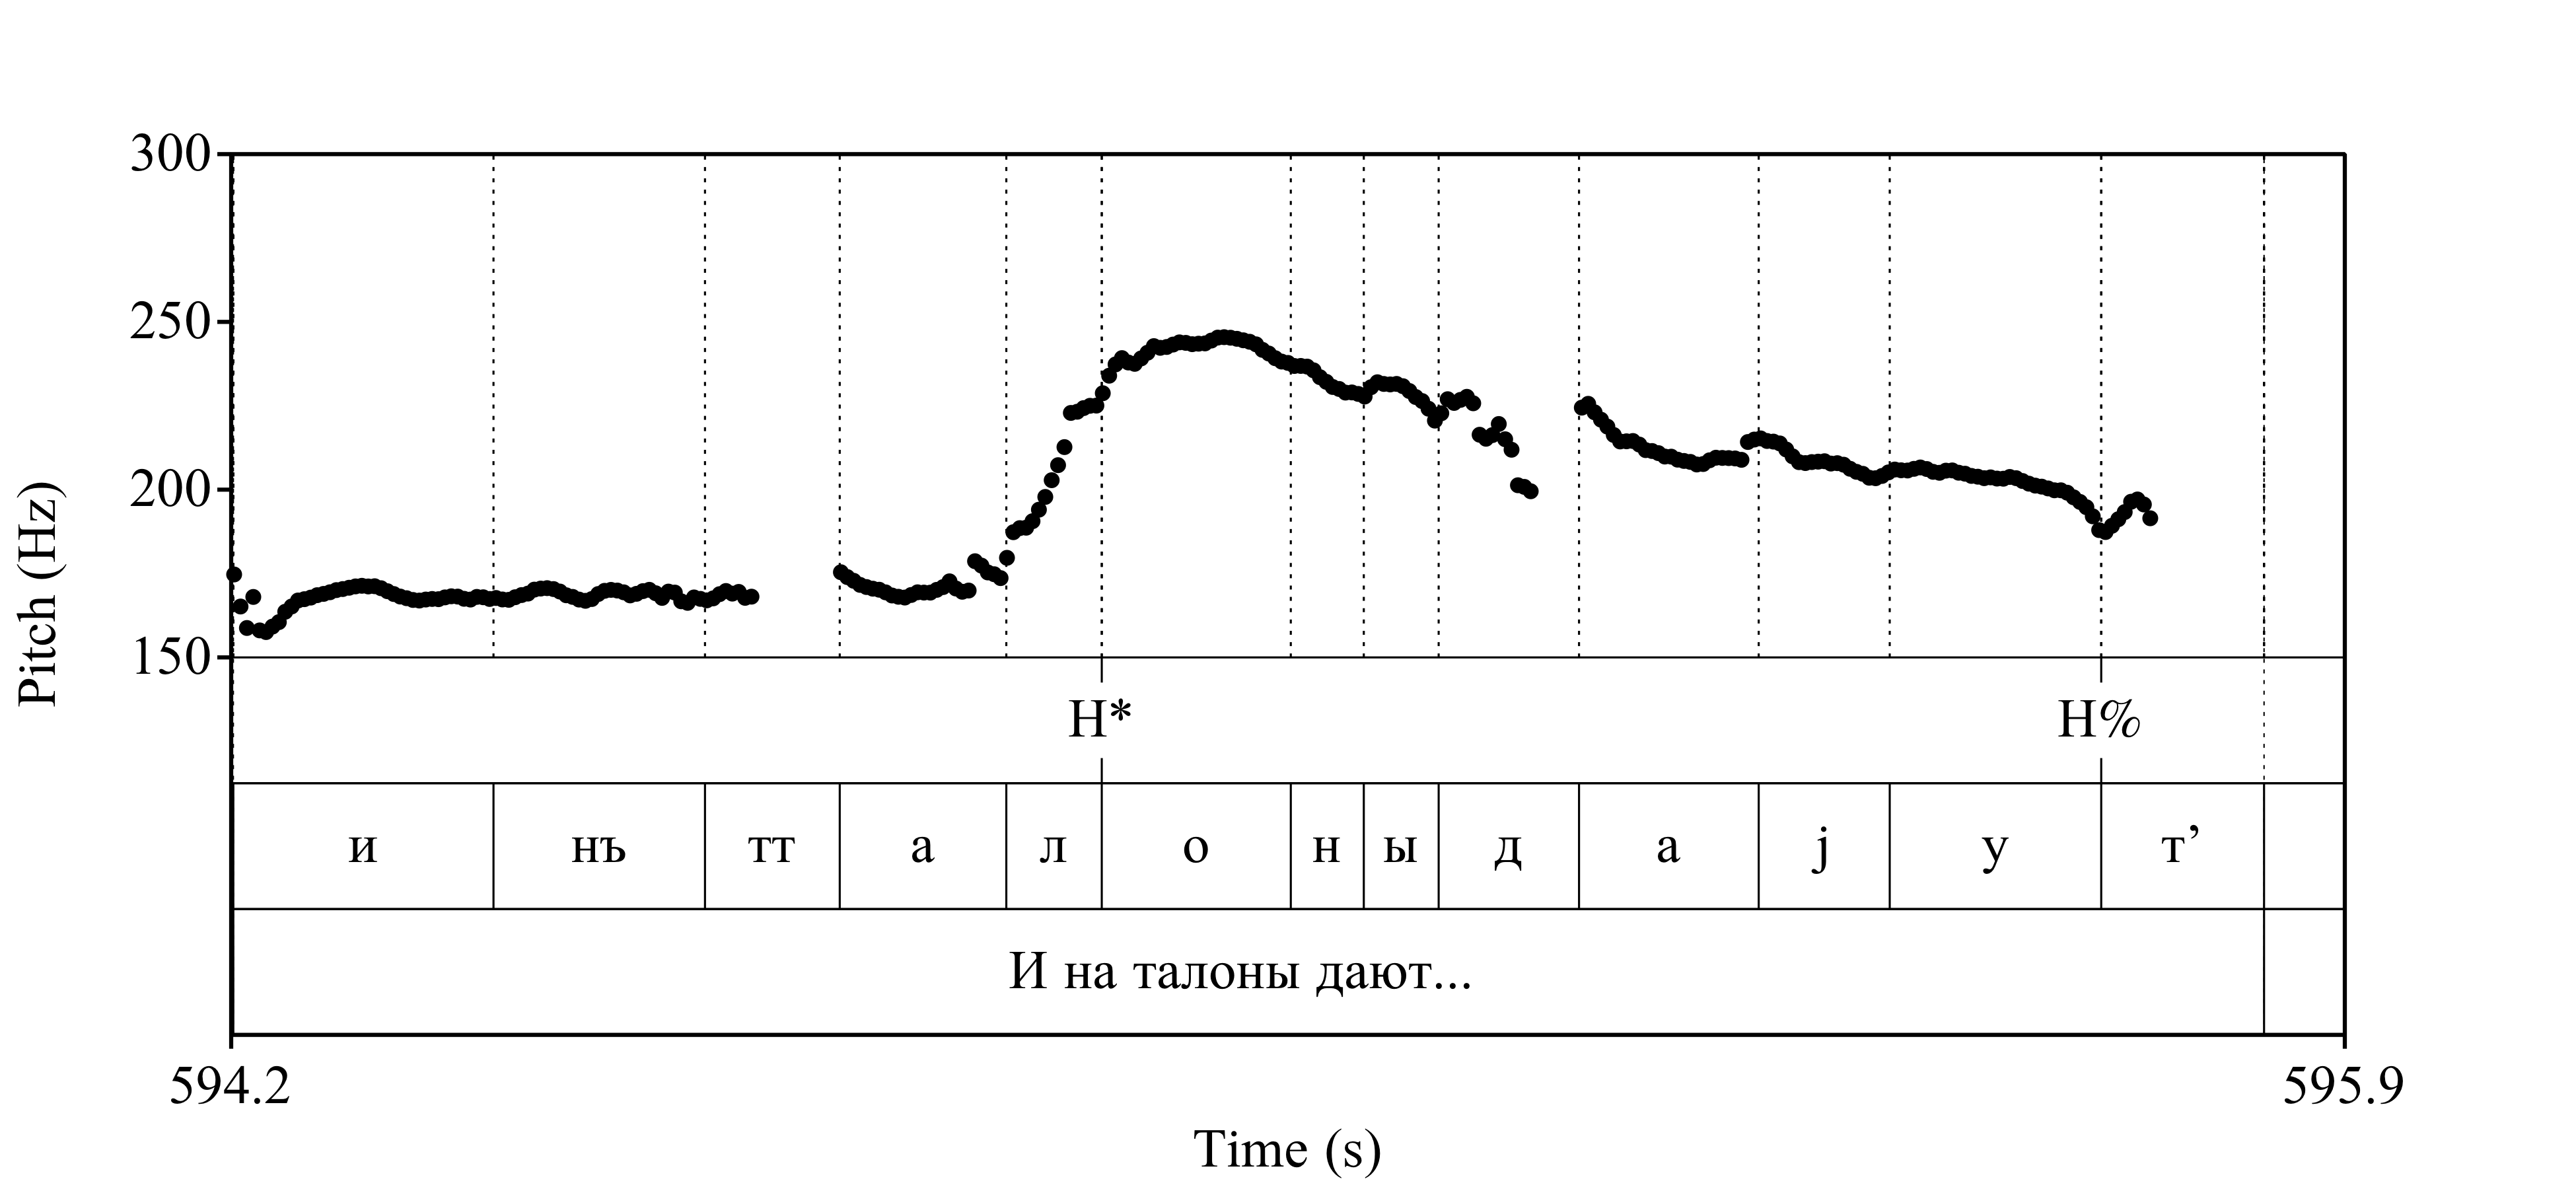 300
250
200
150
Pitch (Hz)
H* H%
и нъ тт а л о н ы д а j у т’
И на талоны дают...
594.2 595.9
Time (s)